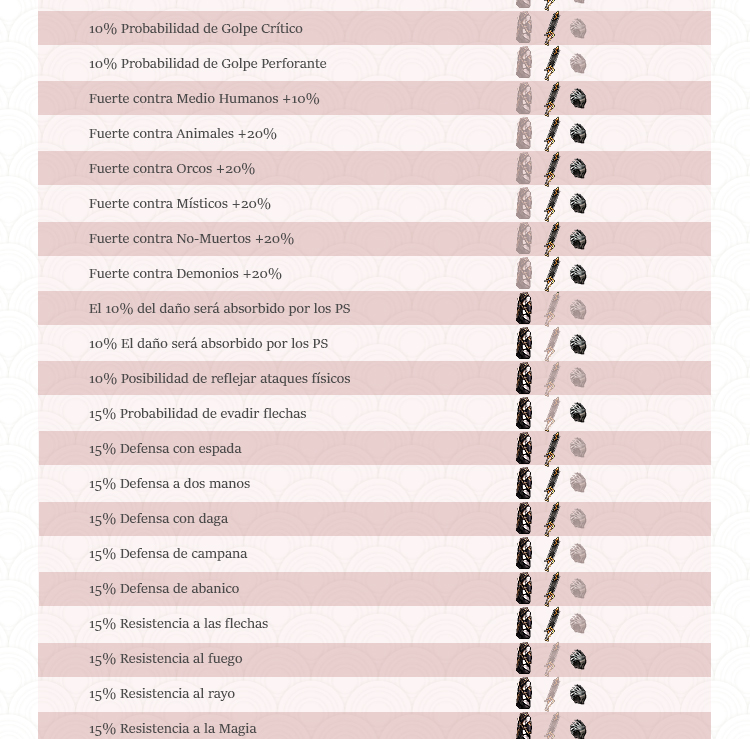 10% Probabilidad de Golpe Crítico
10% Probabilidad de Golpe Perforante
Fuerte contra Medio Humanos +10%
Fuerte contra Animales +20%
Fuerte contra Orcos +20%
Fuerte contra Místicos +20%
Fuerte contra No-Muertos +20%
Fuerte contra Demonios +20%
El 10% del daño será absorbido por los PS
10% El daño será absorbido por los PS
10% Posibilidad de reflejar ataques físicos
15% Probabilidad de evadir flechas
15% Defensa con espada
15% Defensa a dos manos
15% Defensa con daga
15% Defensa de campana
15% Defensa de abanico
15% Resistencia a las flechas
15% Resistencia al fuego
15% Resistencia al rayo
15% Resistencia a la Magia